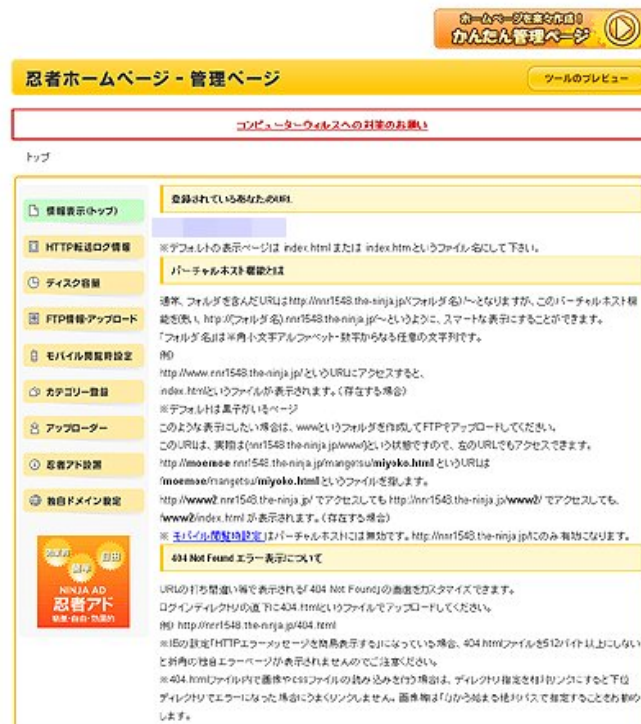 ホームページを楽々作成！
かんたん管理ページ
忍者ホームページ - 管理ページ
ツールのプレビュー
コンピューターウィルスへの対策のお願い
トップ
情報表示(トップ)
HTTP転送ログ情報
ディスク容量
FTP情報・アップロード
モバイル閲覧時設定
カテゴリー登録
アップローダー
忍者アド設置
独自ドメイン設定
効果的
簡単
自由
NINJA AD
忍者アド
簡単・自由・効果的
登録されているあなたのURL
※デフォルトの表示ページは index.html または index.htmというファイル名にして下さい。
バーチャルホスト機能とは
通常、フォルダを含んだURLはhttp://nnr1548.the-ninja.jp/(フォルダ名)/~となりますが、このバーチャルホスト機
能を使い、http://(フォルダ名).nnr1548.the-ninja.jp/~というように、スマートな表示にすることができます。
「フォルダ名」は半角小文字アルファベット・数字からなる任意の文字列です。
例)
http://www.nnr1548.the-ninja.jp/というURLにアクセスすると、
index.htmlというファイルが表示されます。(存在する場合)
※デフォルトは黒子がいるページ
このような表示にしたい場合は、wwwというフォルダを作成してFTPでアップロードしてください。
このURLは、実際は(nnr1548.the-ninja.jp/www/)という状態ですので、左のURLでもアクセスできます。
http://moemoe.nnr1548.the-ninja.jp/mangetsu/miyoko.html というURLは
/moemoe/mangetsu/miyoko.htmlというファイルを指します。
http://www2.nnr1548.the-ninja.jp/ でアクセスしても http://nnr1548.the-ninja.jp/www2/ でアクセスしても、
/www2/index.html が表示されます。(存在する場合)
※ モバイル閲覧時設定 はバーチャルホストには無効です。http://nnr1548.the-ninja.jp/にのみ有効になります。
404 Not Found エラー表示について
URLの打ち間違い等で表示される「404 Not Found」の画面をカスタマイズできます。
ログインディレクトリの直下に404.htmlというファイルでアップロードしてください。
例) http://nnr1548.the-ninja.jp/404.html
※IEの設定「HTTPエラーメッセージを簡易表示する」になっている場合、404.htmlファイルを512バイト以上にしない
と折角の独自エラーページが表示されませんのでご注意ください。
※404.htmlファイル内で画像やcssファイルの読み込みを行う場合は、ディレクトリ指定を相対リンクにすると下位
ディレクトリでエラーになった場合にうまくリンクしません。画像等は「/」から始まる絶対パスで指定することをお勧め
します。